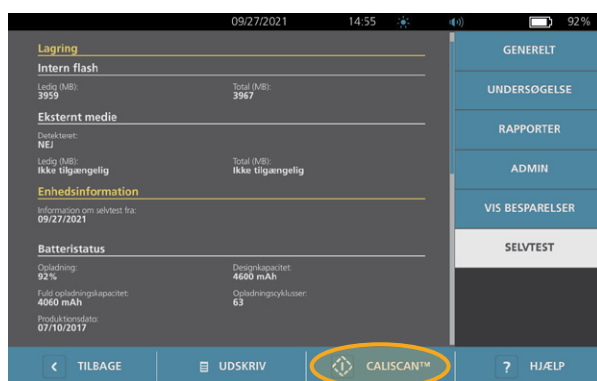 09/27/2021 14:55 92%
Lagring
Intern flash
Ledig (MB): Total (MB):
3959 3967
Eksternt medie
Detekteret:
NEJ
Ledig (MB): Total (MB):
Ikke tilgængelig Ikke tilgængelig
Enhedsinformation
Information om selvtest fra:
09/27/2021
Batteristatus
Opladning: Designkapacitet
92% 4600 mAh
Fuld opladningskapacitet: Opladningscyklusser:
4060 mAh 63
Produktionsdato:
07/10/2017
GENERELT
UNDERSØGELSE
RAPPORTER
ADMIN
VIS BESPARELSER
SELVTEST
TILBAGE UDSKRIV CALISCAN™ ? HJÆLP